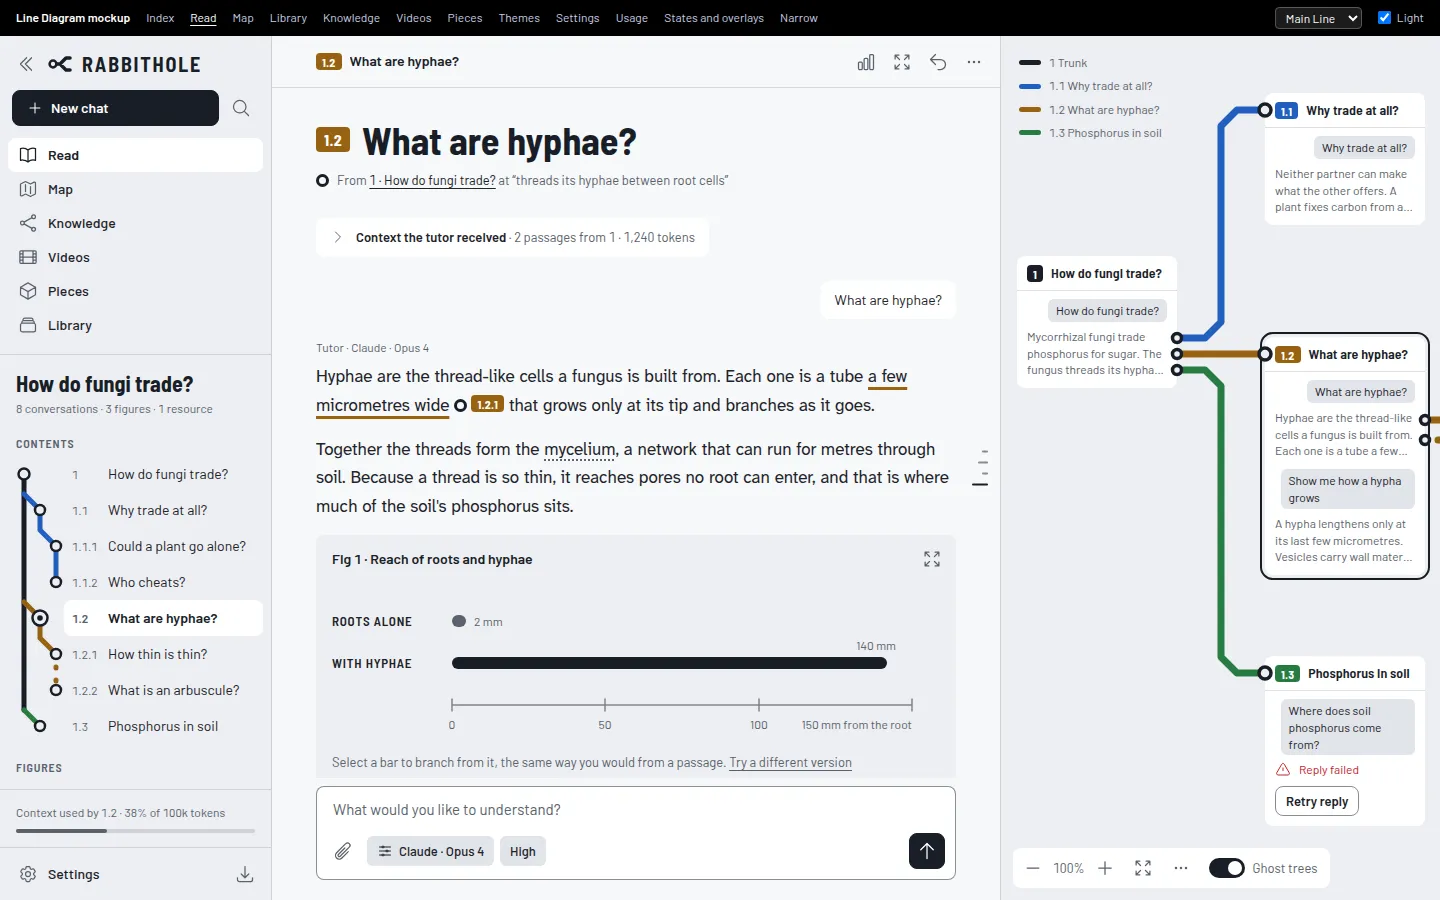 Line Diagram mockup Index Read Map Library Knowledge Videos Pieces Themes Settings Usage States and overlays Narrow Main Line Light
RABBITHOLE
New chat
Read
Map
Knowledge
Videos
Pieces
Library
How do fungi trade?
8 conversations · 3 figures · 1 resource
CONTENTS
1 How do fungi trade?
1.1 Why trade at all?
1.1.1 Could a plant go alone?
1.1.2 Who cheats?
1.2 What are hyphae?
1.2.1 How thin is thin?
1.2.2 What is an arbuscule?
1.3 Phosphorus in soil
FIGURES
Context used by 1.2 · 38% of 100k tokens
Settings
1.2 What are hyphae?
1.2 What are hyphae?
From 1 · How do fungi trade? at “threads its hyphae between root cells”
Context the tutor received · 2 passages from 1 · 1,240 tokens
What are hyphae?
Tutor · Claude · Opus 4
Hyphae are the thread-like cells a fungus is built from. Each one is a tube a few
micrometres wide 1.2.1 that grows only at its tip and branches as it goes.
Together the threads form the mycelium, a network that can run for metres through
soil. Because a thread is so thin, it reaches pores no root can enter, and that is where
much of the soil's phosphorus sits.
Fig 1 · Reach of roots and hyphae
ROOTS ALONE 2 mm
140 mm
WITH HYPHAE
0 50 100 150 mm from the root
Select a bar to branch from it, the same way you would from a passage. Try a different version
What would you like to understand?
Claude · Opus 4 High
1 Trunk
1.1 Why trade at all?
1.2 What are hyphae?
1.3 Phosphorus in soil
1.1 Why trade at all?
Why trade at all?
Neither partner can make
what the other offers. A
plant fixes carbon from a...
1 How do fungi trade?
How do fungi trade?
Mycorrhizal fungi trade
phosphorus for sugar. The
fungus threads its hypha...
1.2 What are hyphae?
What are hyphae?
Hyphae are the thread-like
cells a fungus is built from.
Each one is a tube a few...
Show me how a hypha
grows
A hypha lengthens only at
its last few micrometres.
Vesicles carry wall mater...
1.3 Phosphorus in soil
Where does soil
phosphorus come
from?
Reply failed
Retry reply
100% Ghost trees